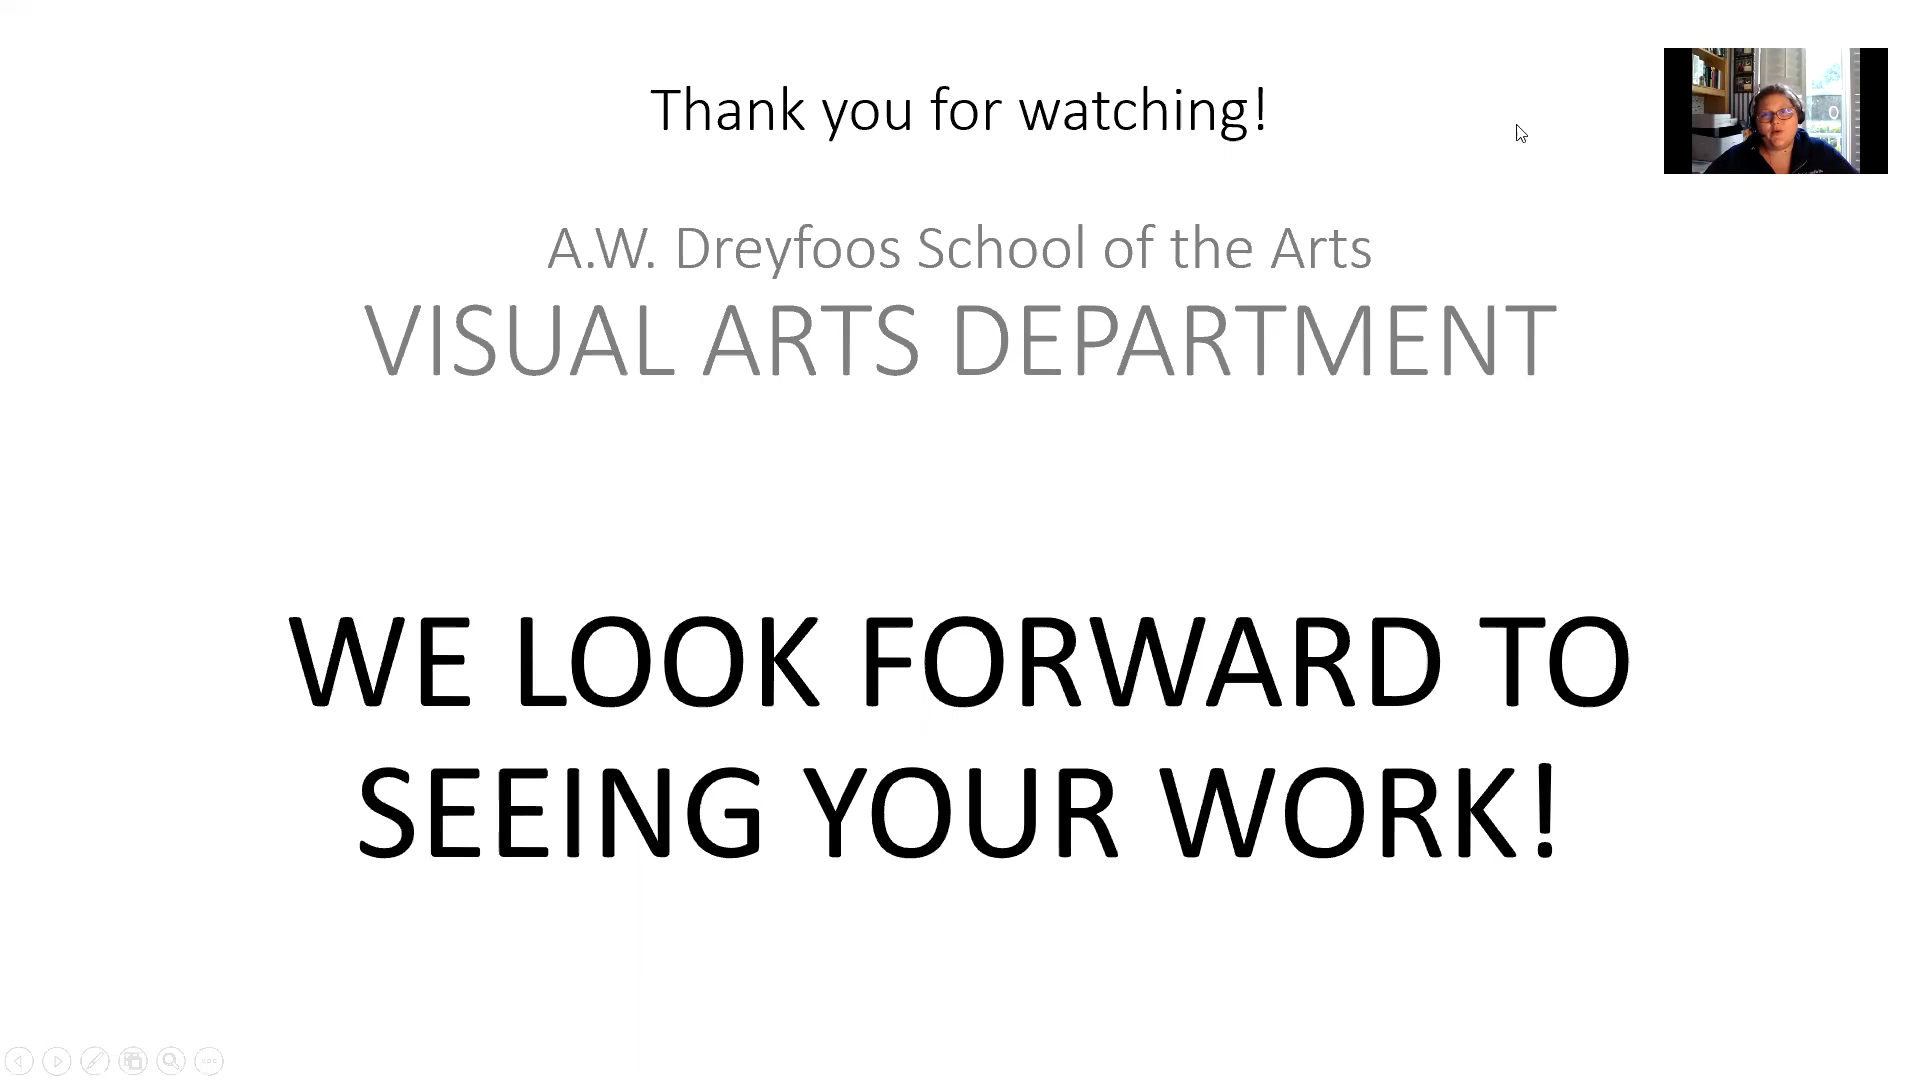 Thank you for watching!
A.W. Dreyfoos School of the Arts
VISUAL ARTS DEPARTMENT
WE LOOK FORWARD TO
SEEING YOUR WORK!